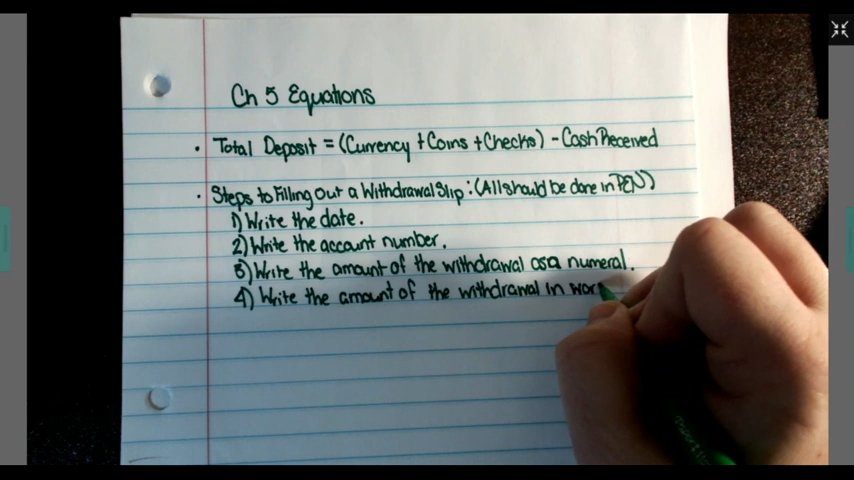 Ch 5 Equations
• Total Deposit = (Currency + Coins + Checks) - Cash Received
• Steps to Filling Out a Withdrawal Slip: (All should be done in PEN)
1) Write the date.
2) Write the account number.
3) Write the amount of the withdrawal as a numeral.
4) Write the amount of the withdrawal in wor